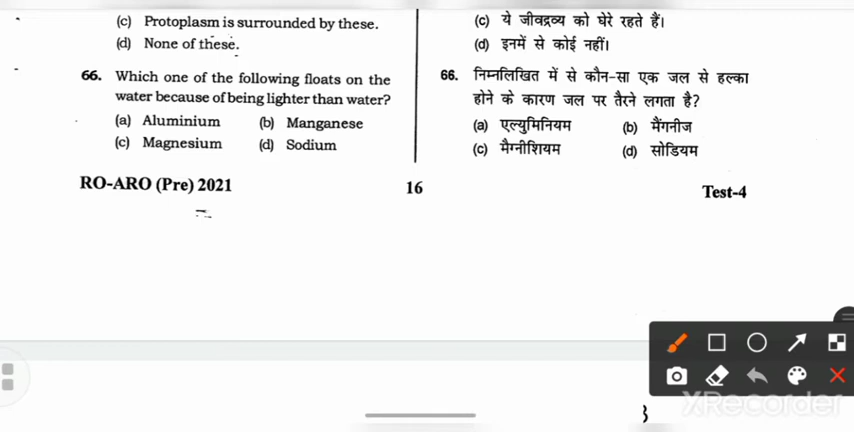 (c) Protoplasm is surrounded by these.
(d) None of these.
66. Which one of the following floats on the
water because of being lighter than water?
(a) Aluminium (b) Manganese
(c) Magnesium (d) Sodium
(c) ये जीवद्रव्य को घेरे रहते हैं।
(d) इनमें से कोई नहीं।
66. निम्नलिखित में से कौन-सा एक जल से हल्का
होने के कारण जल पर तैरने लगता है?
(a) एल्युमिनियम (b) मैंगनीज
(c) मैग्नीशियम (d) सोडियम
RO-ARO (Pre) 2021 16 Test-4
3
XRecorder